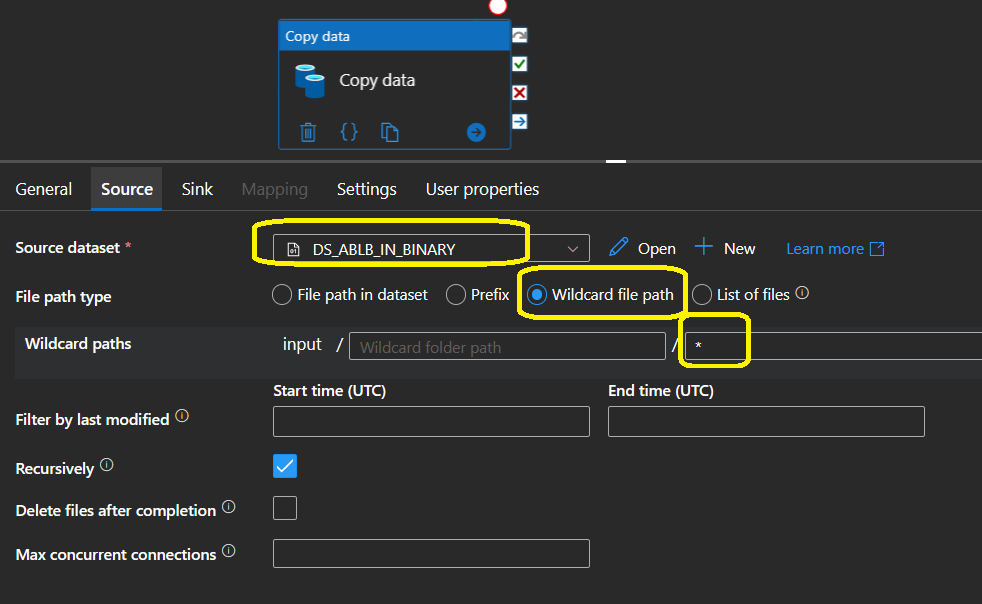 Copy data
Copy data
{}
General Source Sink Mapping Settings User properties
Source dataset * DS_ABLB_IN_BINARY Open New Learn more
File path type File path in dataset Prefix Wildcard file path List of files
Wildcard paths input / Wildcard folder path / *
Start time (UTC) End time (UTC)
Filter by last modified
Recursively
Delete files after completion
Max concurrent connections